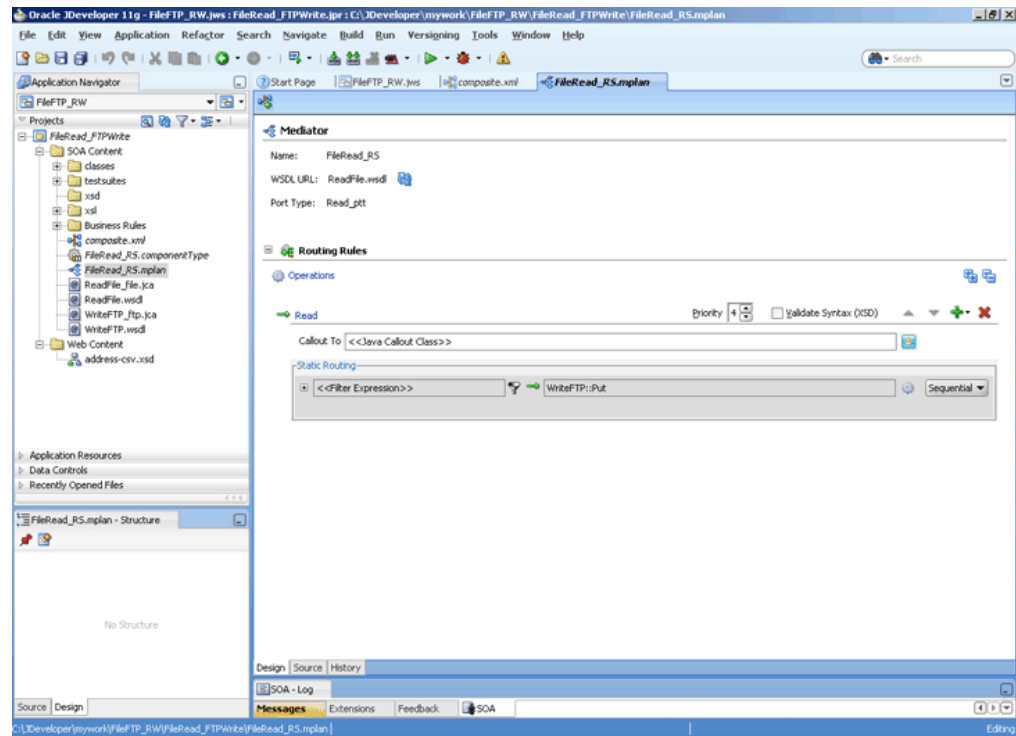 Oracle JDeveloper 11g - FileFTP_RW.jws : FileRead_FTPWrite.jpr : C:\JDeveloper\mywork\FileFTP_RW\FileRead_FTPWrite\FileRead_RS.mplan
File Edit View Application Refactor Search Navigate Build Run Versioning Tools Window Help
Search
Application Navigator
Start Page FileFTP_RW.jws composite.xml FileRead_RS.mplan
FileFTP_RW
Projects
FileRead_FTPWrite
SOA Content
classes
testsuites
xsd
xsl
Business Rules
composite.xml
FileRead_RS.componentType
FileRead_RS.mplan
ReadFile_file.jca
ReadFile.wsdl
WriteFTP_ftp.jca
WriteFTP.wsdl
Web Content
address-csv.xsd
Application Resources
Data Controls
Recently Opened Files
FileRead_RS.mplan - Structure
No Structure
Source Design
Mediator
Name: FileRead_RS
WSDL URL: ReadFile.wsdl
Port Type: Read_ptt
Routing Rules
Operations
Read Priority 4 Validate Syntax (XSD)
Callout To <<Java Callout Class>>
Static Routing
<<Filter Expression>> WriteFTP::Put Sequential
Design Source History
SOA - Log
Messages Extensions Feedback SOA
C:\JDeveloper\mywork\FileFTP_RW\FileRead_FTPWrite\FileRead_RS.mplan Editing